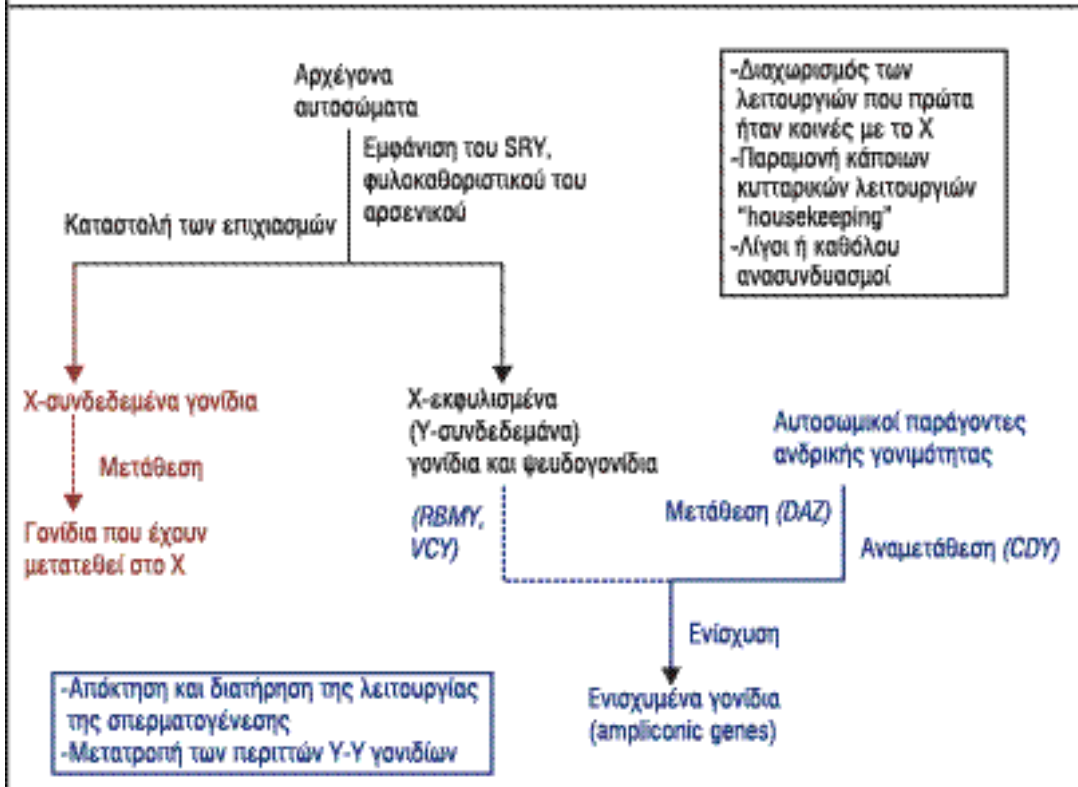 Αρχέγονα
αυτοσώματα
Εμφάνιση του SRY,
φυλοκαθοριστικού του
αρσενικού
Καταστολή των επιχιασμών
-Διαχωρισμός των
λειτουργιών που πρώτα
ήταν κοινές με το Χ
-Παραμονή κάποιων
κυτταρικών λειτουργιών
"housekeeping"
-Λίγοι ή καθόλου
ανασυνδυασμοί
Χ-συνδεδεμένα γονίδια
Μετάθεση
Γονίδια που έχουν
μετατεθεί στο Χ
Χ-εκφυλισμένα
(Υ-συνδεδεμάνα)
γονίδια και ψευδογονίδια
(RBMY,
VCY)
Αυτοσωμικοί παράγοντες
ανδρικής γονιμότητας
Μετάθεση (DAZ)
Αναμετάθεση (CDY)
Ενίσχυση
Ενισχυμένα γονίδια
(ampliconic genes)
-Απόκτηση και διατήρηση της λειτουργίας
της σπερματογένεσης
-Μετατροπή των περιττών Υ-Υ γονιδίων